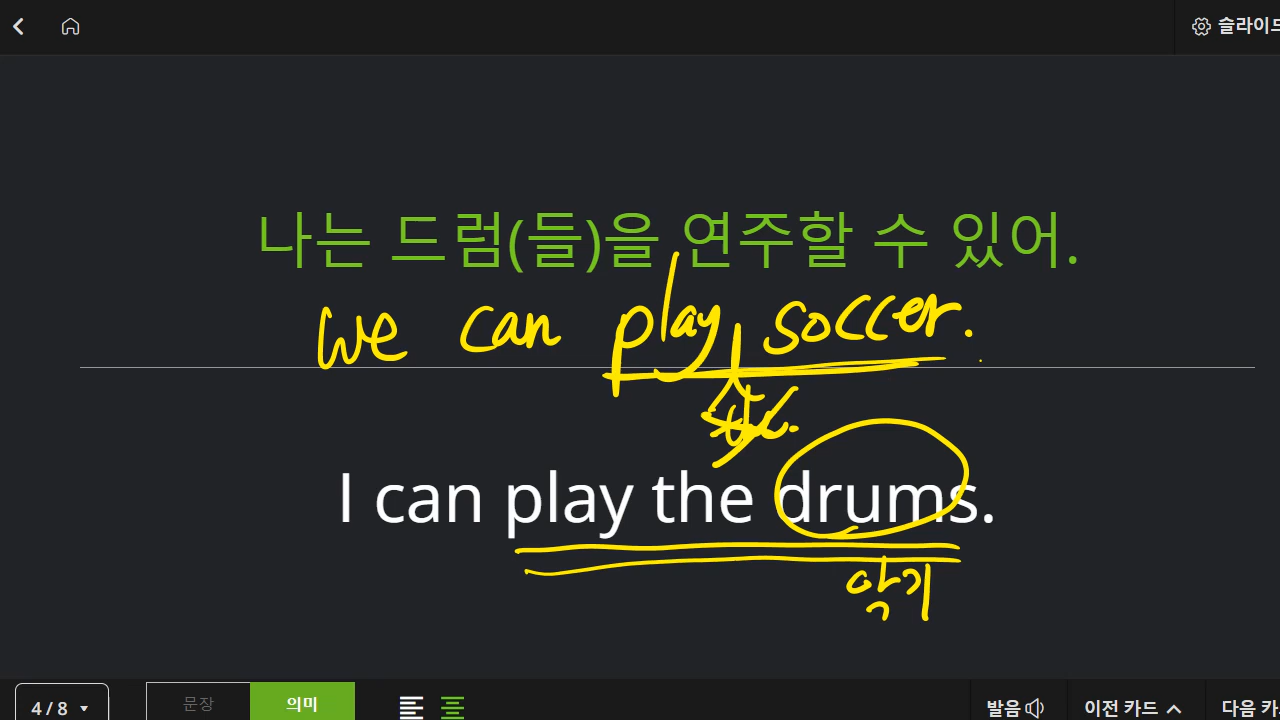 슬라이드
나는 드럼(들)을 연주할 수 있어.
we can play soccer.
the
I can play the drums.
악기
4 / 8
문장 의미
발음 이전 카드 다음 카